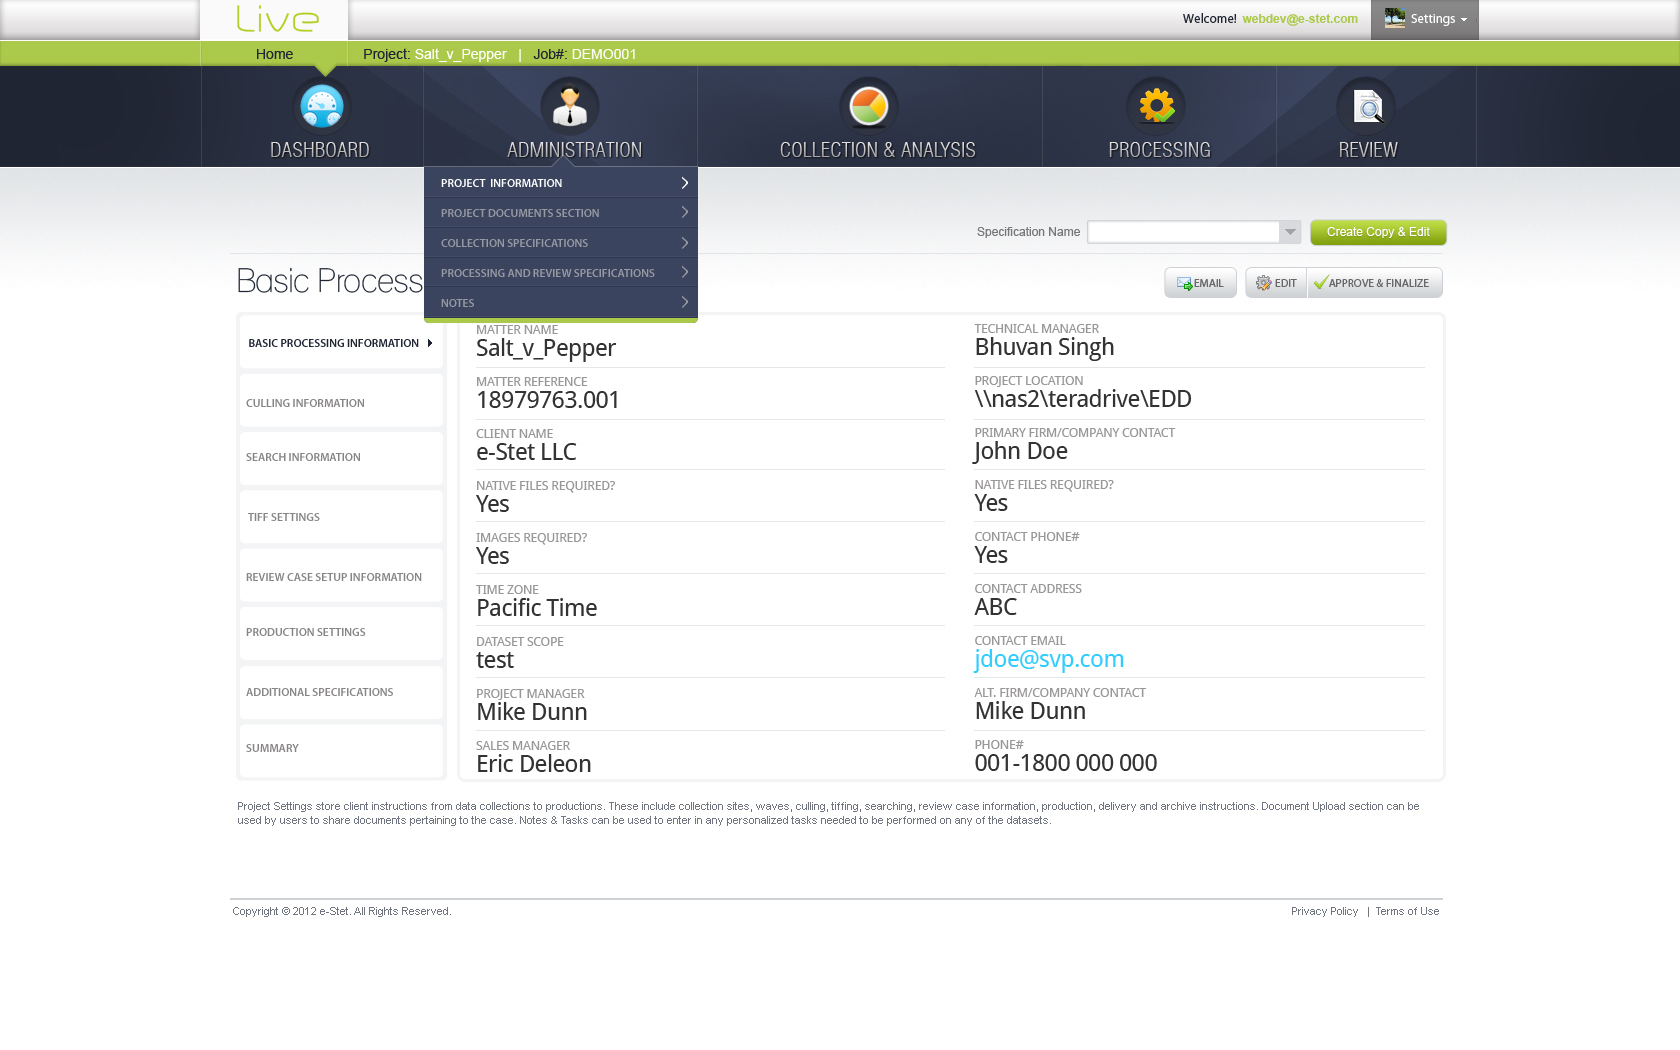 Live
Welcome! webdev@e-stet.com
Settings
Home
Project: Salt_v_Pepper | Job#: DEMO001
DASHBOARD
ADMINISTRATION
COLLECTION & ANALYSIS
PROCESSING
REVIEW
PROJECT INFORMATION
PROJECT DOCUMENTS SECTION
COLLECTION SPECIFICATIONS
PROCESSING AND REVIEW SPECIFICATIONS
NOTES
Specification Name
Create Copy & Edit
Basic Process
EMAIL
EDIT
APPROVE & FINALIZE
BASIC PROCESSING INFORMATION
CULLING INFORMATION
SEARCH INFORMATION
TIFF SETTINGS
REVIEW CASE SETUP INFORMATION
PRODUCTION SETTINGS
ADDITIONAL SPECIFICATIONS
SUMMARY
MATTER NAME
Salt_v_Pepper
MATTER REFERENCE
18979763.001
CLIENT NAME
e-Stet LLC
NATIVE FILES REQUIRED?
Yes
IMAGES REQUIRED?
Yes
TIME ZONE
Pacific Time
DATASET SCOPE
test
PROJECT MANAGER
Mike Dunn
SALES MANAGER
Eric Deleon
TECHNICAL MANAGER
Bhuvan Singh
PROJECT LOCATION
\\nas2\teradrive\EDD
PRIMARY FIRM/COMPANY CONTACT
John Doe
NATIVE FILES REQUIRED?
Yes
CONTACT PHONE#
Yes
CONTACT ADDRESS
ABC
CONTACT EMAIL
jdoe@svp.com
ALT. FIRM/COMPANY CONTACT
Mike Dunn
PHONE#
001-1800 000 000
Project Settings store client instructions from data collections to productions. These include collection sites, waves, culling, tiffing, searching, review case information, production, delivery and archive instructions. Document Upload section can be
used by users to share documents pertaining to the case. Notes & Tasks can be used to enter in any personalized tasks needed to be performed on any of the datasets.
Copyright © 2012 e-Stet. All Rights Reserved.
Privacy Policy | Terms of Use